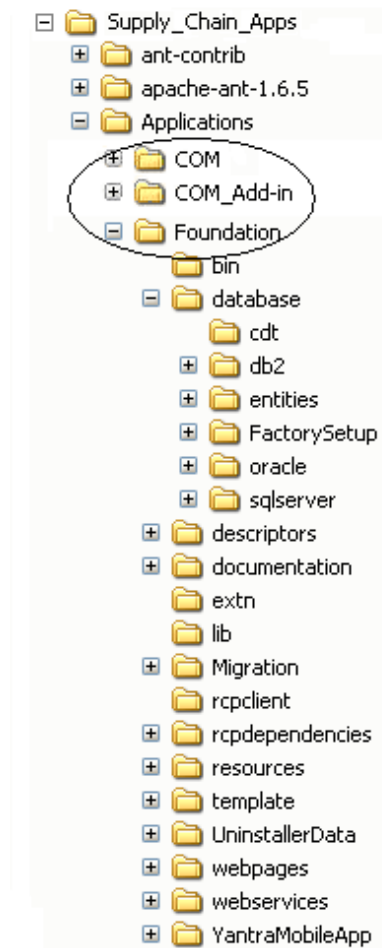 Supply_Chain_Apps
ant-contrib
apache-ant-1.6.5
Applications
COM
COM_Add-in
Foundation
bin
database
cdt
db2
entities
FactorySetup
oracle
sqlserver
descriptors
documentation
extn
lib
Migration
rcpclient
rcpdependencies
resources
template
UninstallerData
webpages
webservices
YantraMobileApp